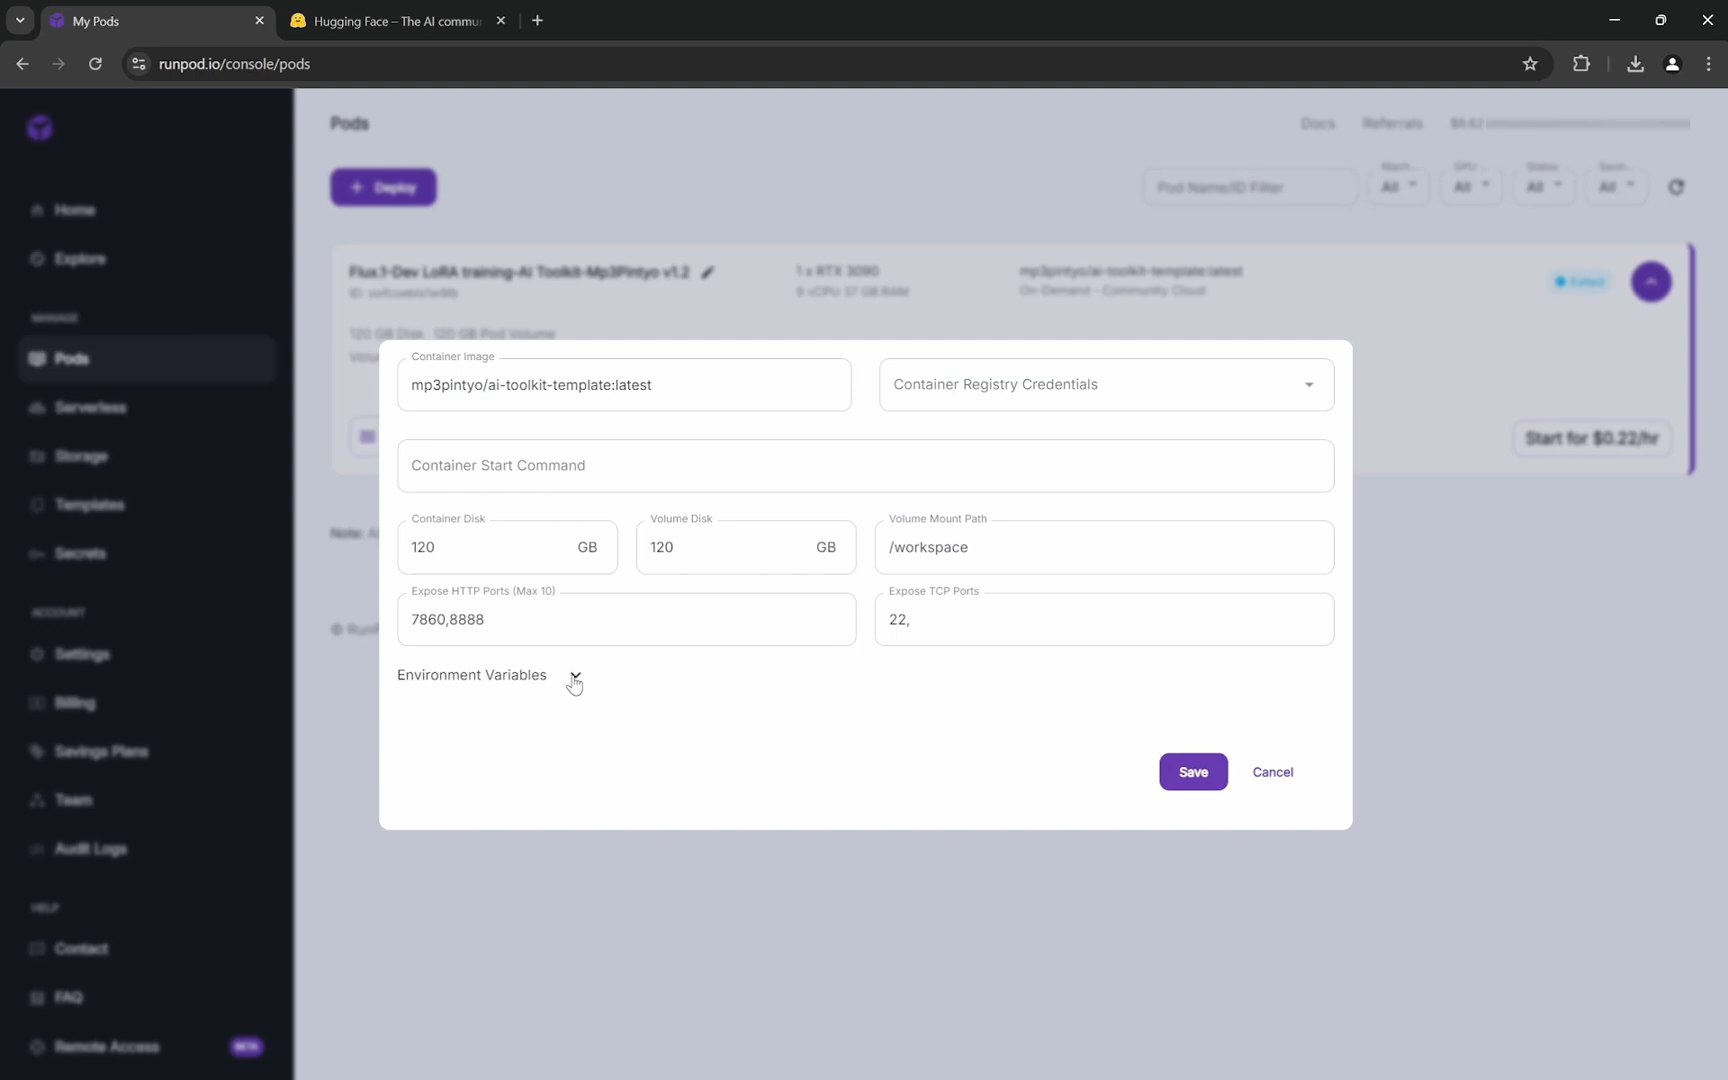 My Pods
Hugging Face – The AI commu
runpod.io/console/pods
Pods
Docs
Referrals
Deploy
Pod Name/ID Filter
Status
All
All
All
All
Home
Explore
MANAGE
Pods
Serverless
Storage
Templates
Secrets
ACCOUNT
Settings
Billing
Savings Plans
Team
Audit Logs
HELP
Contact
FAQ
Remote Access
BETA
Flux.1-Dev LoRA training-AI Toolkit-Mp3Pintyo v1.2
1 x RTX 3090
9 vCPU 37 GB RAM
mp3pintyo/ai-toolkit-template:latest
On-Demand - Community Cloud
Exited
120 GB Disk 120 GB Pod Volume
Start for $0.22/hr
Container Image
mp3pintyo/ai-toolkit-template:latest
Container Registry Credentials
Container Start Command
Container Disk
120 GB
Volume Disk
120 GB
Volume Mount Path
/workspace
Expose HTTP Ports (Max 10)
7860,8888
Expose TCP Ports
22,
Environment Variables
Save
Cancel